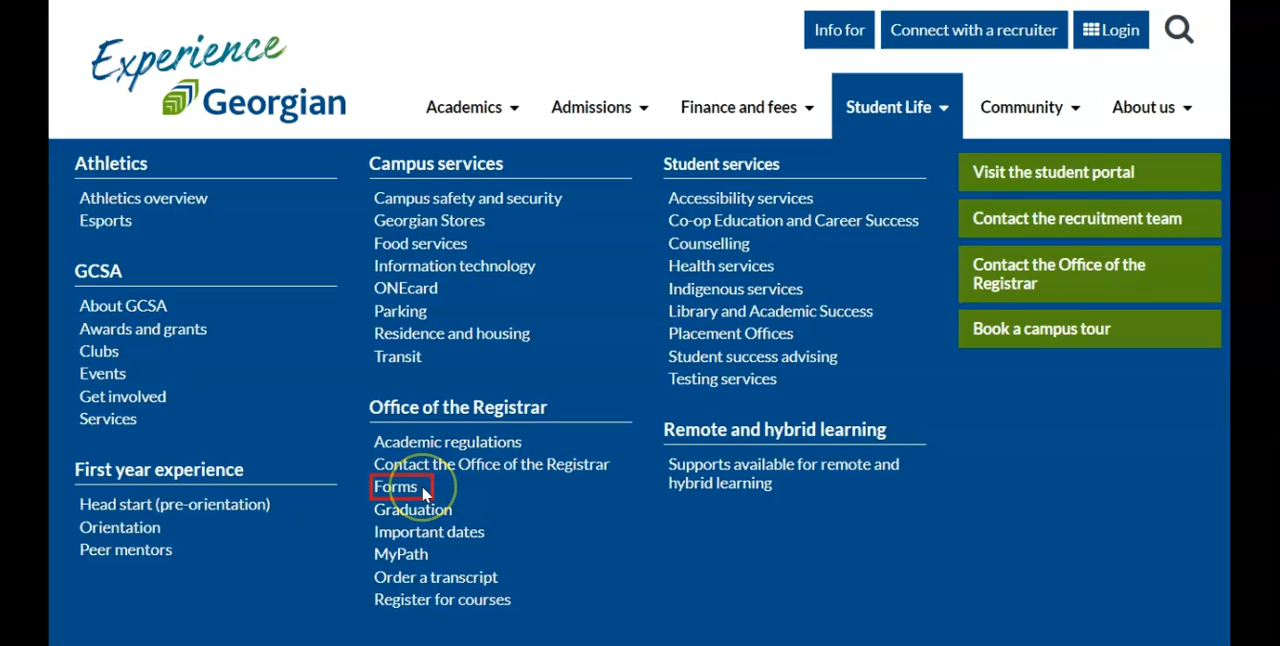 Experience
Georgian
Info for
Connect with a recruiter
Login
Academics
Admissions
Finance and fees
Student Life
Community
About us
Athletics
Athletics overview
Esports
GCSA
About GCSA
Awards and grants
Clubs
Events
Get involved
Services
First year experience
Head start (pre-orientation)
Orientation
Peer mentors
Campus services
Campus safety and security
Georgian Stores
Food services
Information technology
ONEcard
Parking
Residence and housing
Transit
Office of the Registrar
Academic regulations
Contact the Office of the Registrar
Forms
Graduation
Important dates
MyPath
Order a transcript
Register for courses
Student services
Accessibility services
Co-op Education and Career Success
Counselling
Health services
Indigenous services
Library and Academic Success
Placement Offices
Student success advising
Testing services
Remote and hybrid learning
Supports available for remote and
hybrid learning
Visit the student portal
Contact the recruitment team
Contact the Office of the
Registrar
Book a campus tour